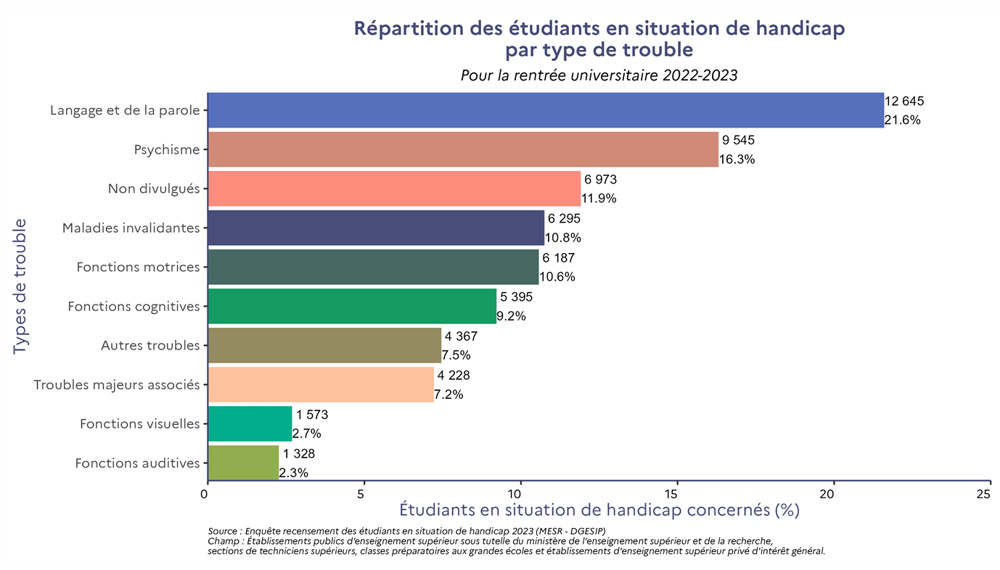 Répartition des étudiants en situation de handicap
par type de trouble
Pour la rentrée universitaire 2022-2023
Types de trouble
Langage et de la parole
12 645
21.6%
Psychisme
9 545
16.3%
Non divulgués
6 973
11.9%
Maladies invalidantes
6 295
10.8%
Fonctions motrices
6 187
10.6%
Fonctions cognitives
5 395
9.2%
Autres troubles
4 367
7.5%
Troubles majeurs associés
4 228
7.2%
Fonctions visuelles
1 573
2.7%
Fonctions auditives
1 328
2.3%
0 5 10 15 20 25
Étudiants en situation de handicap concernés (%)
Source : Enquête recensement des étudiants en situation de handicap 2023 (MESR - DGESIP)
Champ : Établissements publics d’enseignement supérieur sous tutelle du ministère de l’enseignement supérieur et de la recherche,
sections de techniciens supérieurs, classes préparatoires aux grandes écoles et établissements d'enseignement supérieur privé d'intérêt général.